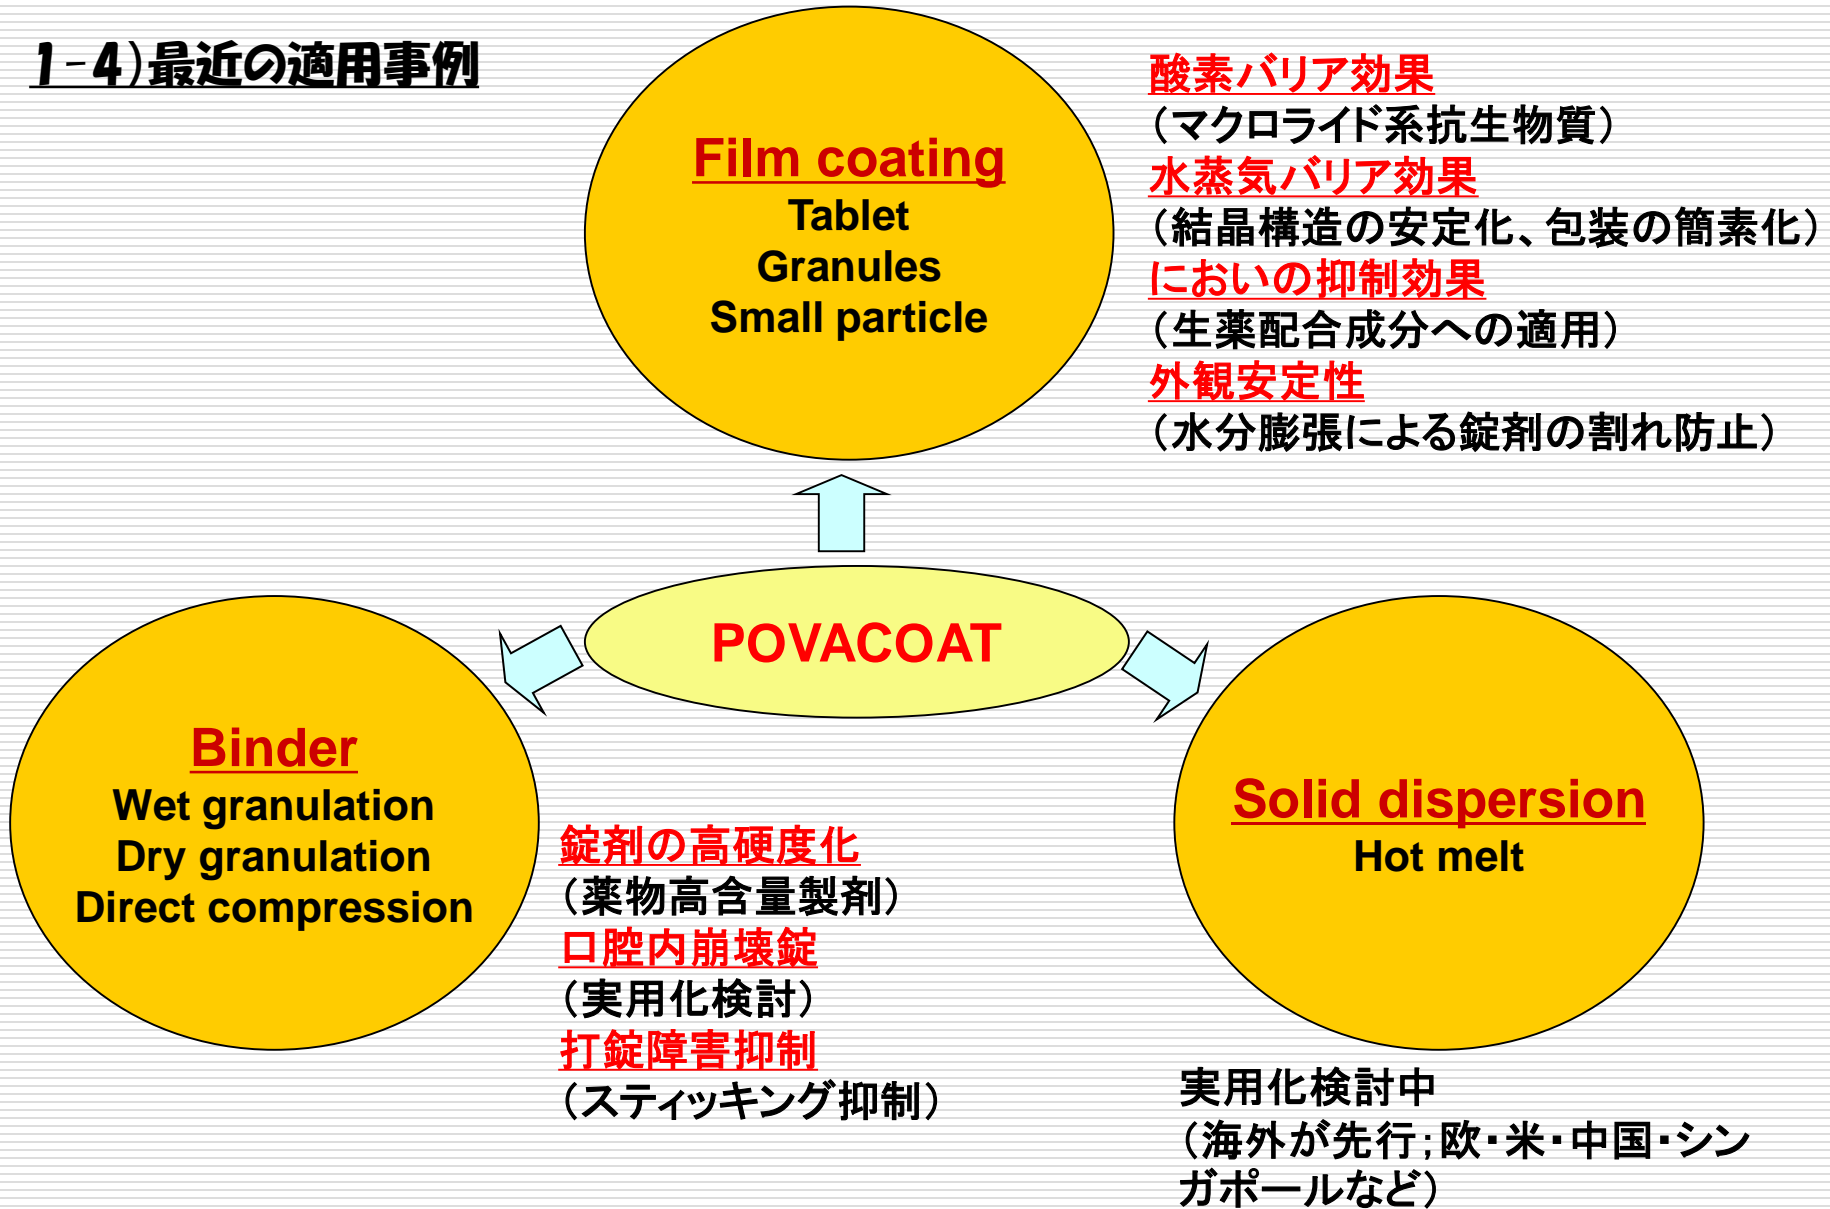 1-4)最近の適用事例
Film coating
Tablet
Granules
Small particle
酸素バリア効果
（マクロライド系抗生物質）
水蒸気バリア効果
（結晶構造の安定化、包装の簡素化）
においの抑制効果
（生薬配合成分への適用）
外観安定性
（水分膨張による錠剤の割れ防止）
POVACOAT
Binder
Wet granulation
Dry granulation
Direct compression
錠剤の高硬度化
（薬物高含量製剤）
口腔内崩壊錠
（実用化検討）
打錠障害抑制
（スティッキング抑制）
Solid dispersion
Hot melt
実用化検討中
（海外が先行；欧・米・中国・シン
ガポールなど）